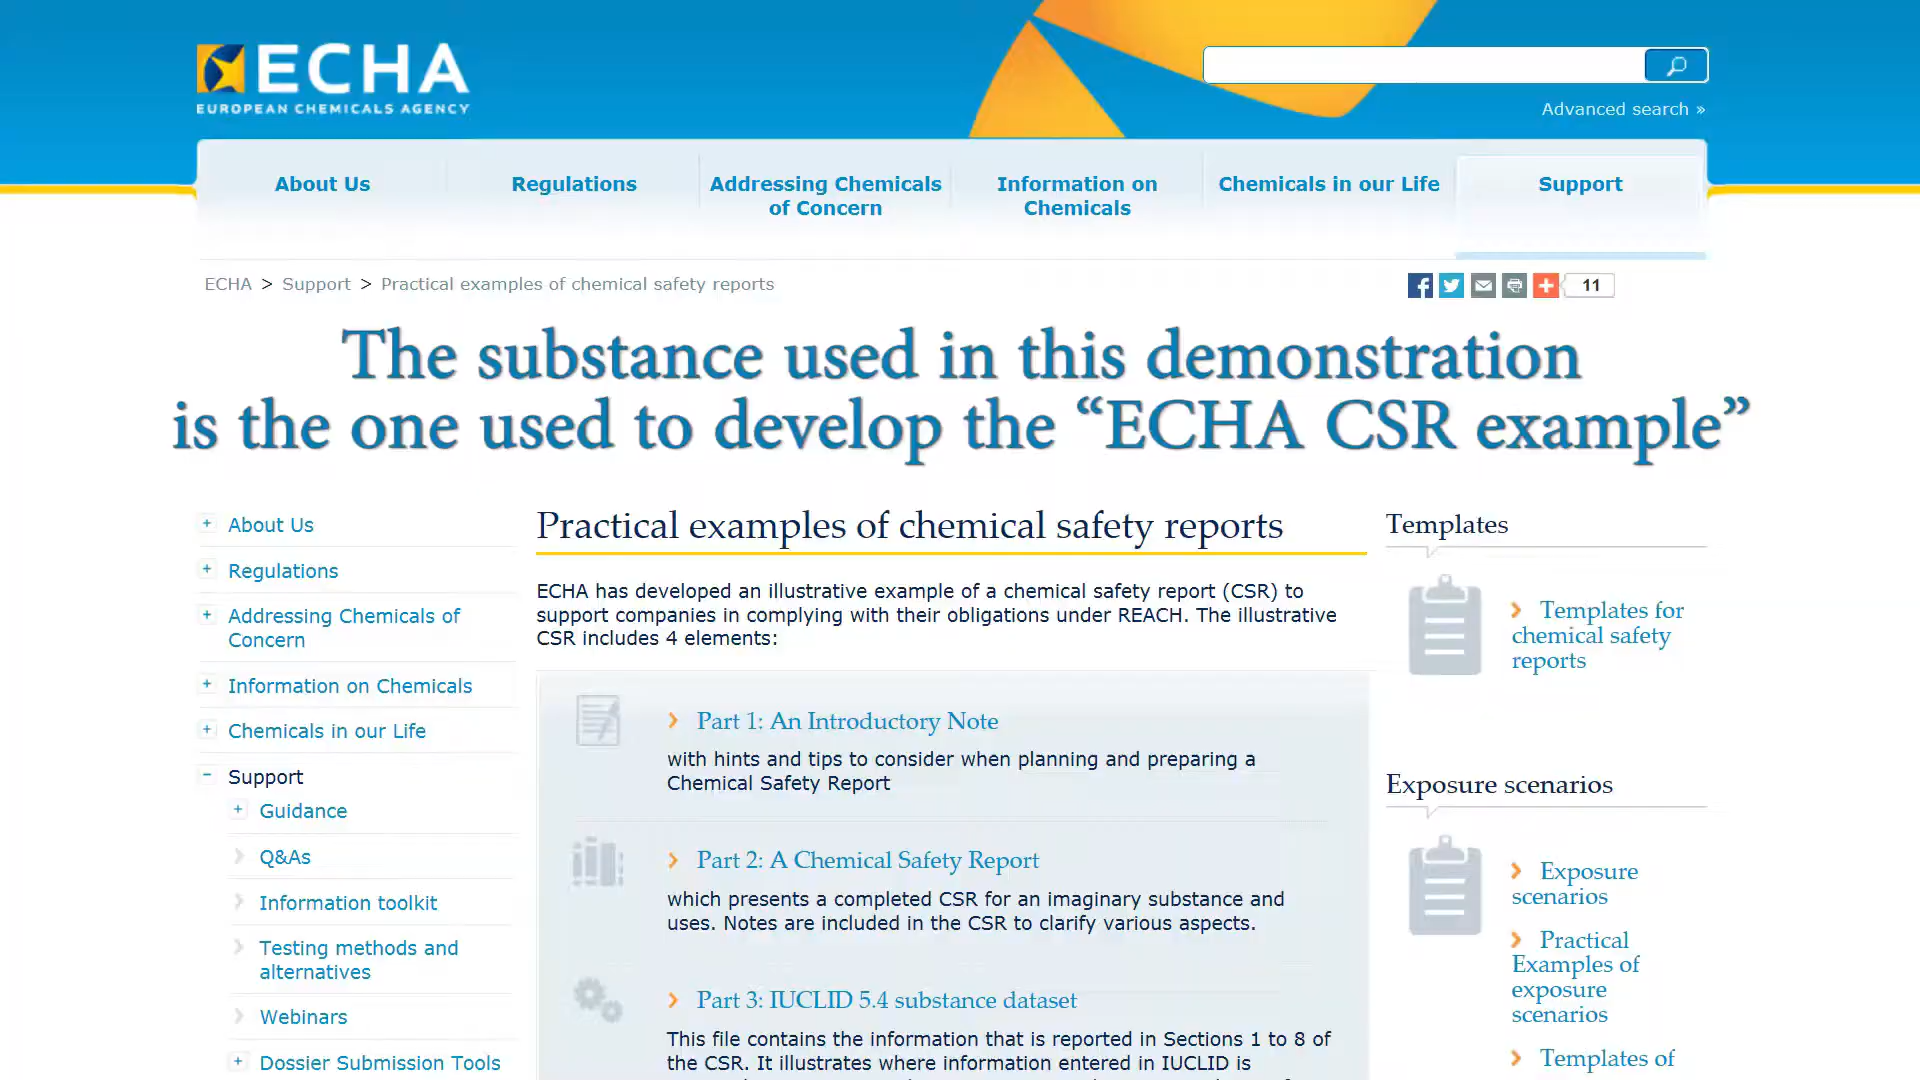 ECHA
EUROPEAN CHEMICALS AGENCY
Advanced search »
About Us
Regulations
Addressing Chemicals
of Concern
Information on
Chemicals
Chemicals in our Life
Support
ECHA > Support > Practical examples of chemical safety reports
11
The substance used in this demonstration
is the one used to develop the “ECHA CSR example”
About Us
Regulations
Addressing Chemicals of
Concern
Information on Chemicals
Chemicals in our Life
Support
Guidance
Q&As
Information toolkit
Testing methods and
alternatives
Webinars
Dossier Submission Tools
Practical examples of chemical safety reports
ECHA has developed an illustrative example of a chemical safety report (CSR) to
support companies in complying with their obligations under REACH. The illustrative
CSR includes 4 elements:
Part 1: An Introductory Note
with hints and tips to consider when planning and preparing a
Chemical Safety Report
Part 2: A Chemical Safety Report
which presents a completed CSR for an imaginary substance and
uses. Notes are included in the CSR to clarify various aspects.
Part 3: IUCLID 5.4 substance dataset
This file contains the information that is reported in Sections 1 to 8 of
the CSR. It illustrates where information entered in IUCLID is
Templates
Templates for
chemical safety
reports
Exposure scenarios
Exposure
scenarios
Practical
Examples of
exposure
scenarios
Templates of